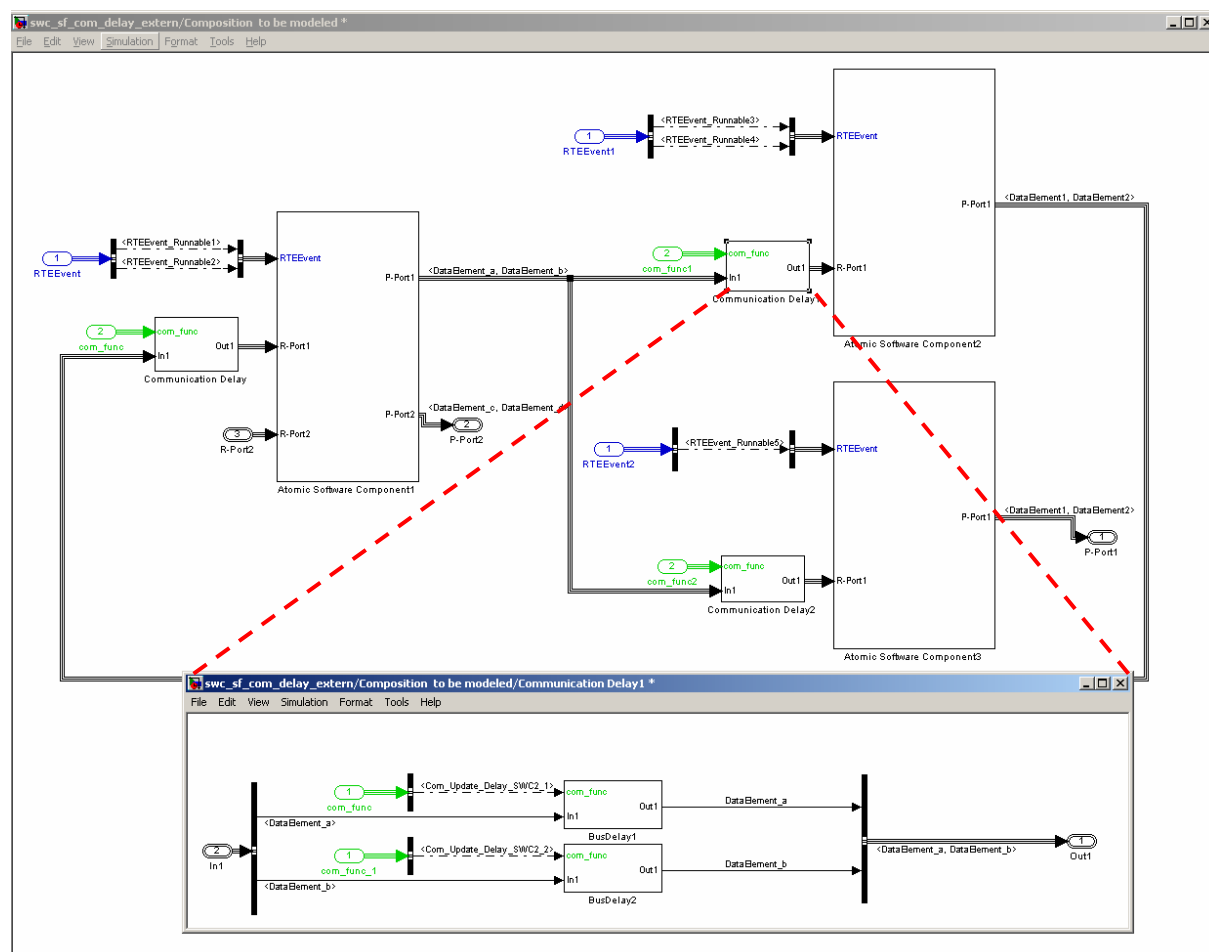 swc_sf_com_delay_extern/Composition to be modeled *
File Edit View Simulation Format Tools Help
<RTEEvent_Runnable3>
<RTEEvent_Runnable4>
1
RTEEvent1
RTEEvent
P-Port1
<DataElement1, DataElement2>
<RTEEvent_Runnable1>
<RTEEvent_Runnable2>
1
RTEEvent
RTEEvent
P-Port1
<DataElement_a, DataElement_b>
2
com_func1
com_func
In1
Out1
Communication Delay1
R-Port1
Atomic Software Component2
2
com_func
com_func
In1
Out1
Communication Delay
R-Port1
P-Port2
<DataElement_c, DataElement_d>
2
P-Port2
3
R-Port2
R-Port2
Atomic Software Component1
1
RTEEvent2
<RTEEvent_Runnable5>
RTEEvent
P-Port1
<DataElement1, DataElement2>
1
P-Port1
2
com_func2
com_func
In1
Out1
Communication Delay2
R-Port1
Atomic Software Component3
swc_sf_com_delay_extern/Composition to be modeled/Communication Delay1 *
File Edit View Simulation Format Tools Help
1
com_func
<Com_Update_Delay_SWC2_1>
com_func
In1
Out1
BusDelay1
DataElement_a
<DataElement_a>
2
In1
1
com_func_1
<Com_Update_Delay_SWC2_2>
com_func
In1
Out1
BusDelay2
DataElement_b
<DataElement_b>
<DataElement_a, DataElement_b>
1
Out1